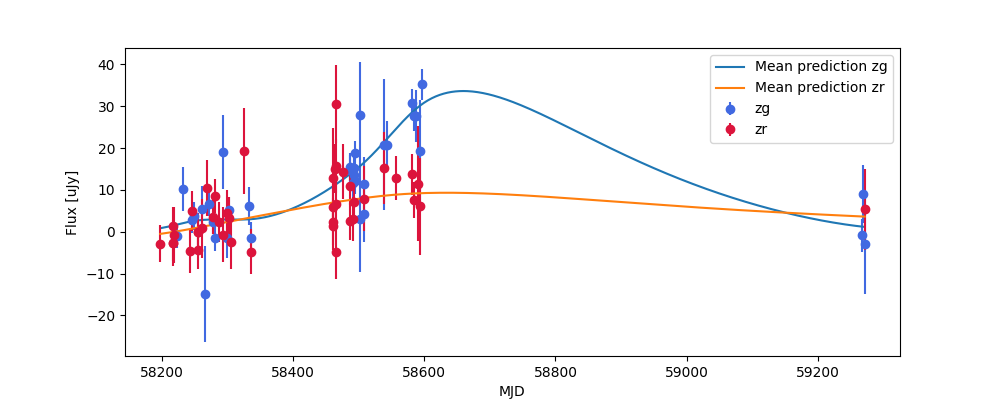 Mean prediction zg
Mean prediction zr
zg
zr
Flux [uJy]
40
30
20
10
0
−10
−20
58200
58400
58600
58800
59000
59200
MJD